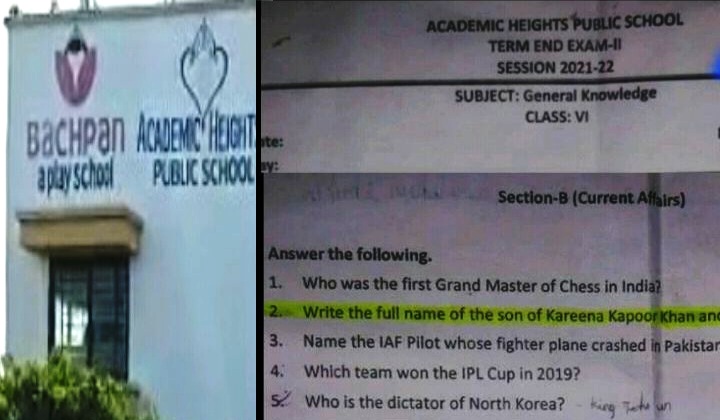 BACHPAN
a play school
ACADEMIC HEIGHT
PUBLIC SCHOOL
ACADEMIC HEIGHTS PUBLIC SCHOOL
TERM END EXAM-II
SESSION 2021-22
SUBJECT: General Knowledge
CLASS: VI
te:
ay:
Section-B (Current Affairs)
Answer the following.
1. Who was the first Grand Master of Chess in India?
2. Write the full name of the son of Kareena Kapoor Khan and
3. Name the IAF Pilot whose fighter plane crashed in Pakistan
4. Which team won the IPL Cup in 2019?
5. Who is the dictator of North Korea? - King